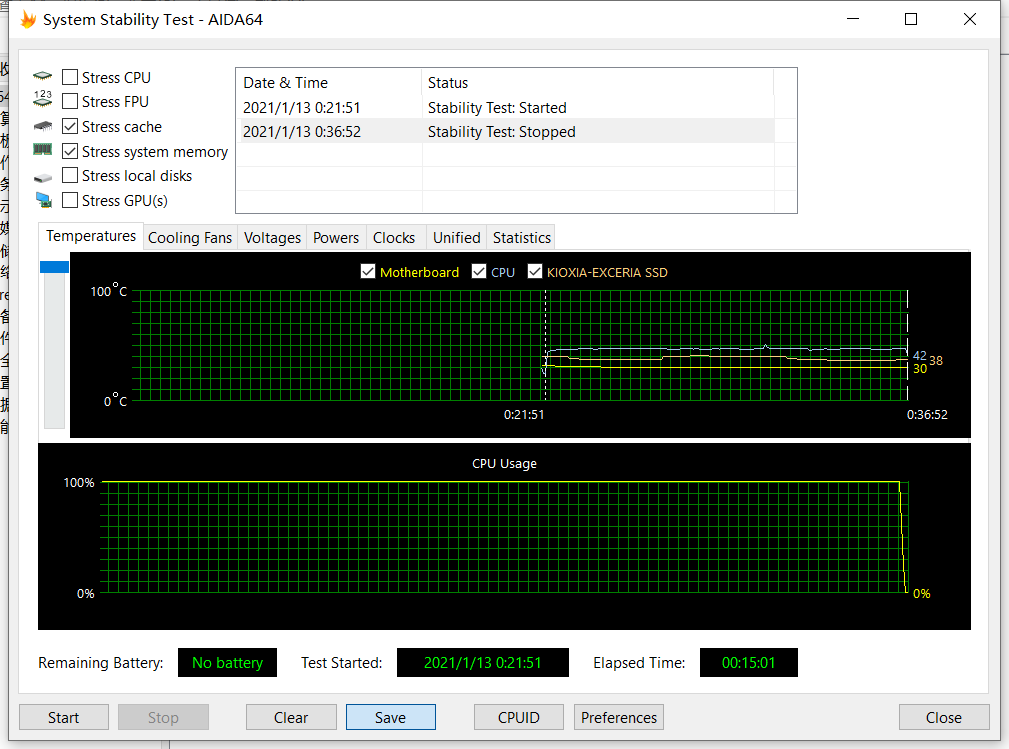 System Stability Test - AIDA64
Stress CPU
123
Stress FPU
Stress cache
Stress system memory
Stress local disks
Stress GPU(s)
Date & Time Status
2021/1/13 0:21:51 Stability Test: Started
2021/1/13 0:36:52 Stability Test: Stopped
Temperatures Cooling Fans Voltages Powers Clocks Unified Statistics
Motherboard CPU KIOXIA-EXCERIA SSD
100°C
42 38
30
0°C
0:21:51 0:36:52
CPU Usage
100%
0% 0%
Remaining Battery: No battery Test Started: 2021/1/13 0:21:51 Elapsed Time: 00:15:01
Start Stop Clear Save CPUID Preferences Close